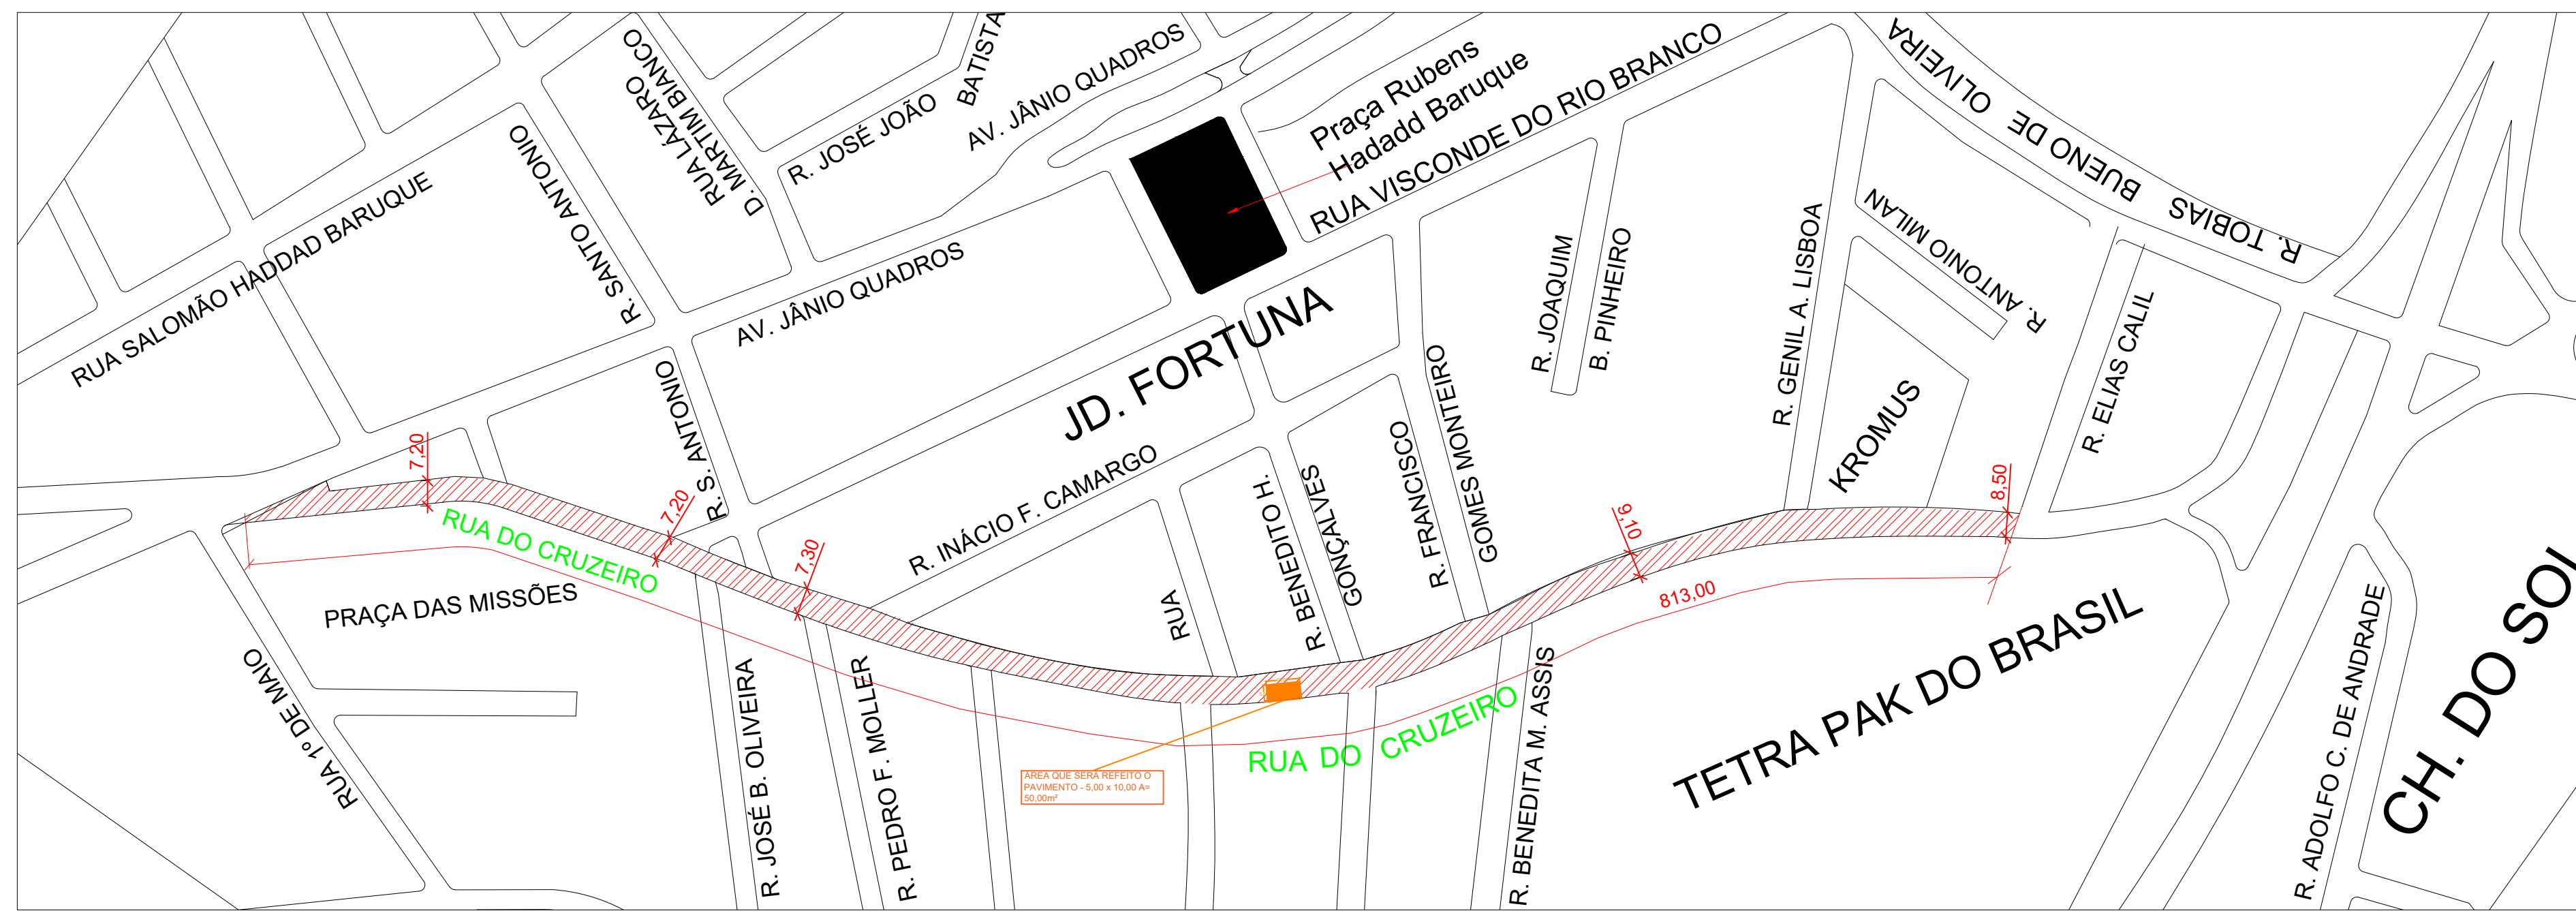 RUA SALOMÃO HADDAD BARUQUE
R. SANTO ANTONIO
RUA LÁZARO
D. MARTIM BIANCO
R. JOSÉ JOÃO
BATISTA
AV. JÂNIO QUADROS
AV. JÂNIO QUADROS
Praça Rubens
Hadadd Baruque
RUA VISCONDE DO RIO BRANCO
R. TOBIAS BUENO DE OLIVEIRA
R. ANTONIO MILAN
R. ELIAS CALIL
R. GENIL A. LISBOA
R. JOAQUIM
B. PINHEIRO
KROMUS
JD. FORTUNA
R. S. ANTONIO
R. INÁCIO F. CAMARGO
RUA
R. BENEDITO H.
GONÇALVES
R. FRANCISCO
GOMES MONTEIRO
7,20
7,20
7,30
9,10
8,50
813,00
RUA DO CRUZEIRO
RUA DO CRUZEIRO
PRAÇA DAS MISSÕES
RUA 1º DE MAIO
R. JOSÉ B. OLIVEIRA
R. PEDRO F. MOLLER
ÁREA QUE SERÁ REFEITO O
PAVIMENTO - 5,00 x 10,00 A=
50,00m²
R. BENEDITA M. ASSIS
TETRA PAK DO BRASIL
R. ADOLFO C. DE ANDRADE
CH. DO SOL